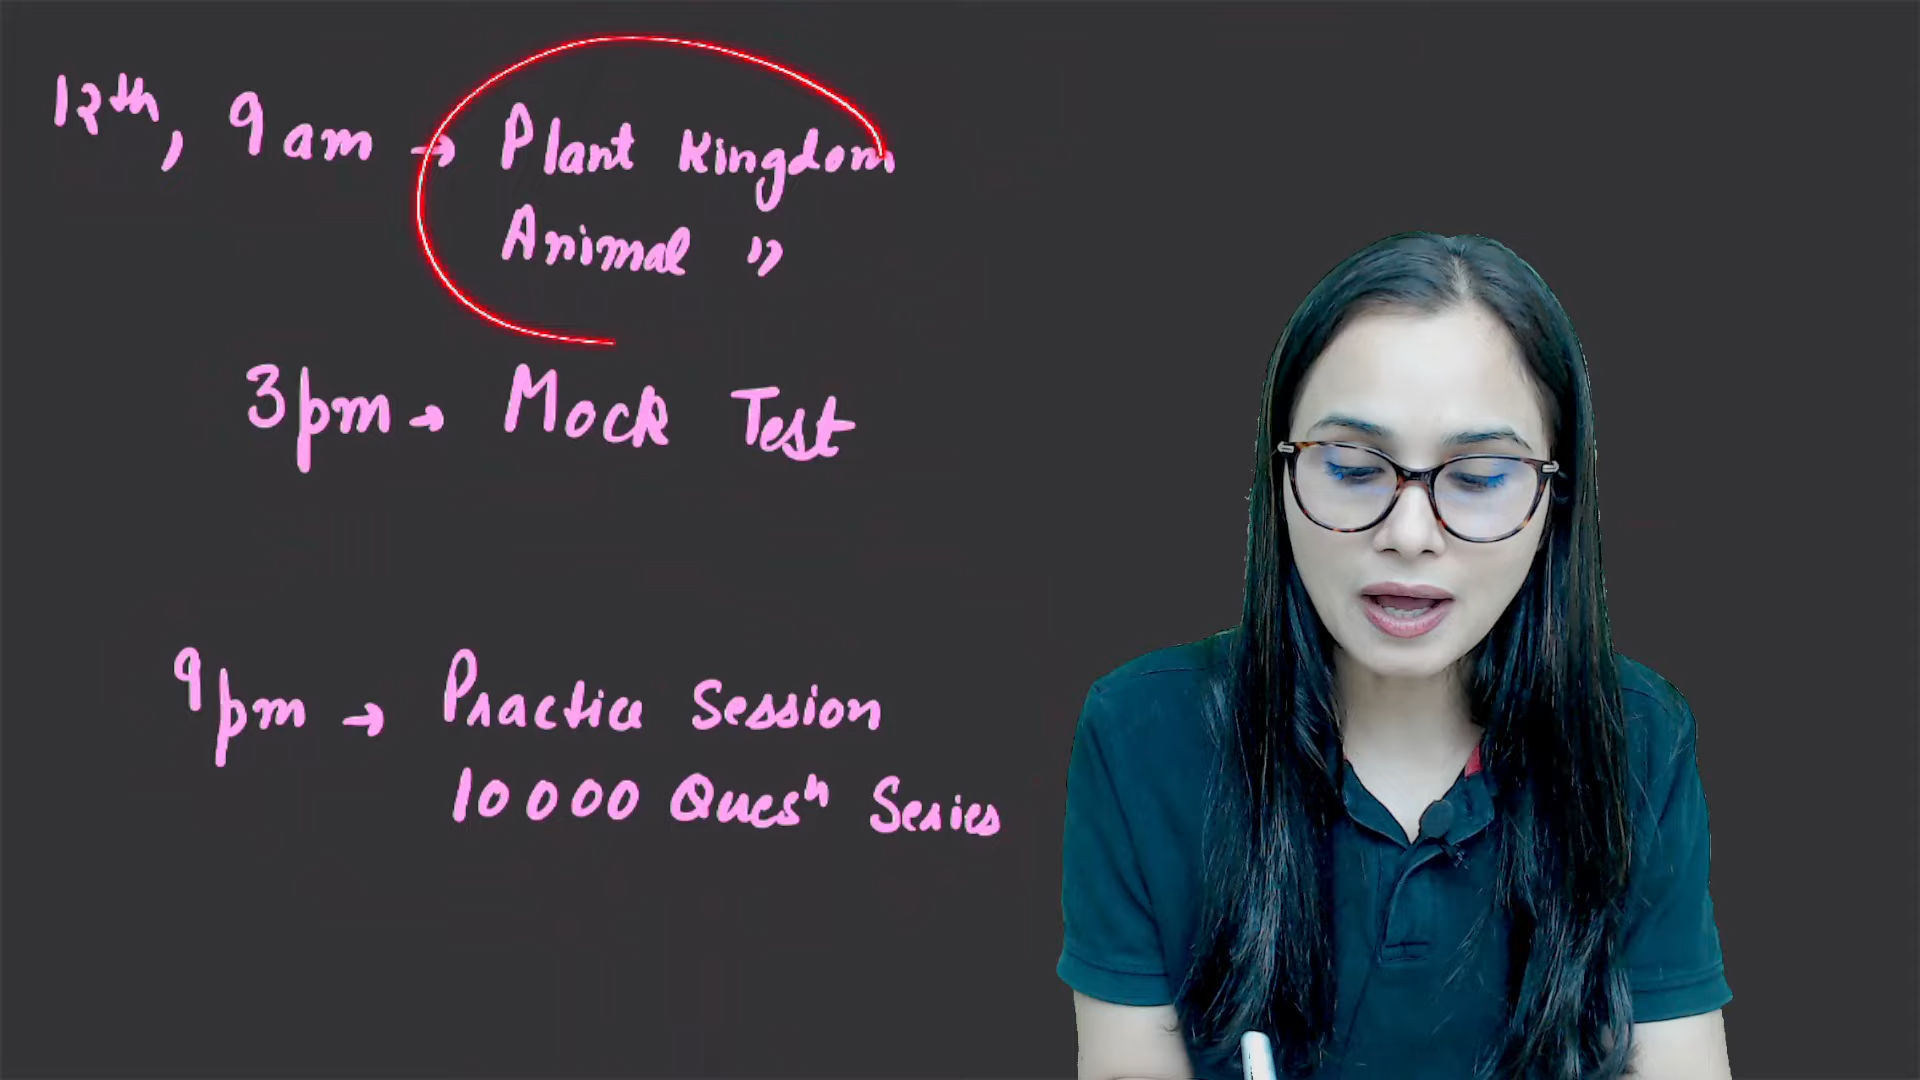 12th, 9 am → Plant Kingdom
Animal "
3pm → Mock Test
9pm → Practice Session
10000 Quesn Series